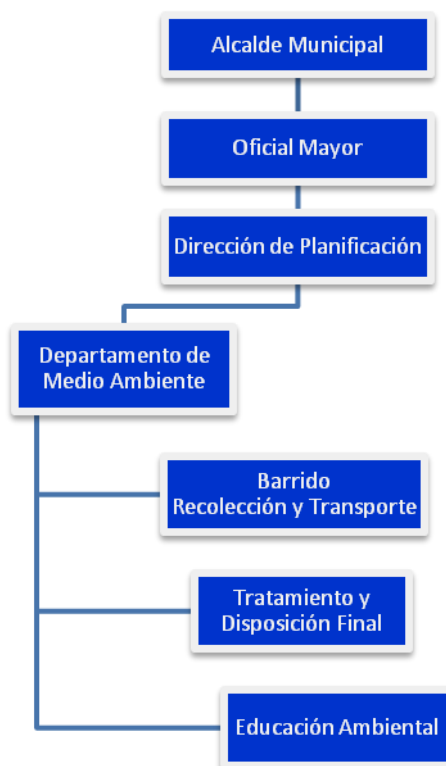 Alcalde Municipal
Oficial Mayor
Dirección de Planificación
Departamento de
Medio Ambiente
Barrido
Recolección y Transporte
Tratamiento y
Disposición Final
Educación Ambiental